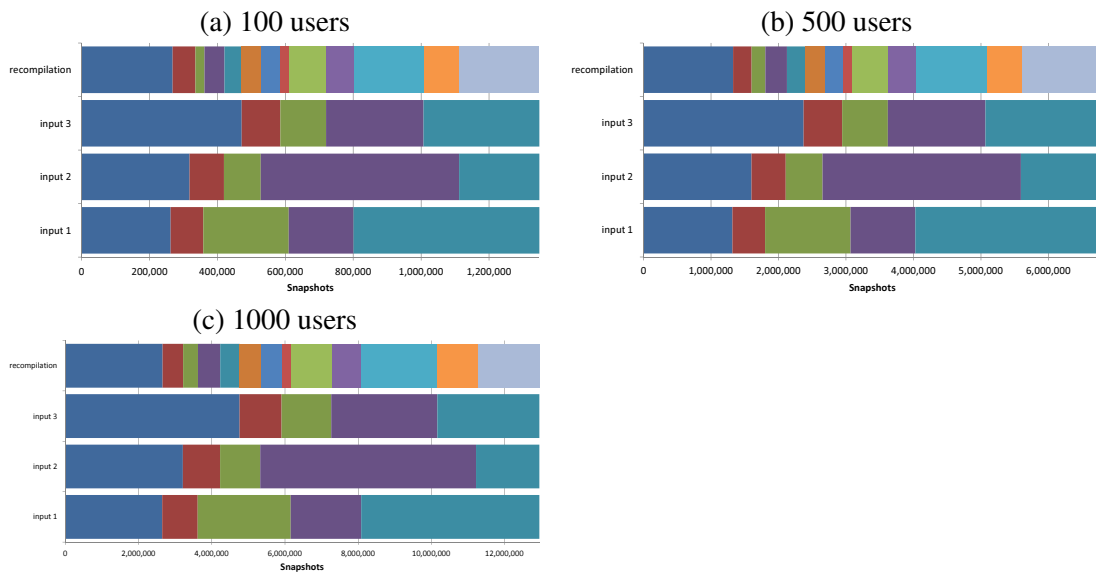 (a) 100 users
recompilation
input 3
input 2
input 1
0 200,000 400,000 600,000 800,000 1,000,000 1,200,000
Snapshots
(b) 500 users
recompilation
input 3
input 2
input 1
0 1,000,000 2,000,000 3,000,000 4,000,000 5,000,000 6,000,000
Snapshots
(c) 1000 users
recompilation
input 3
input 2
input 1
0 2,000,000 4,000,000 6,000,000 8,000,000 10,000,000 12,000,000
Snapshots